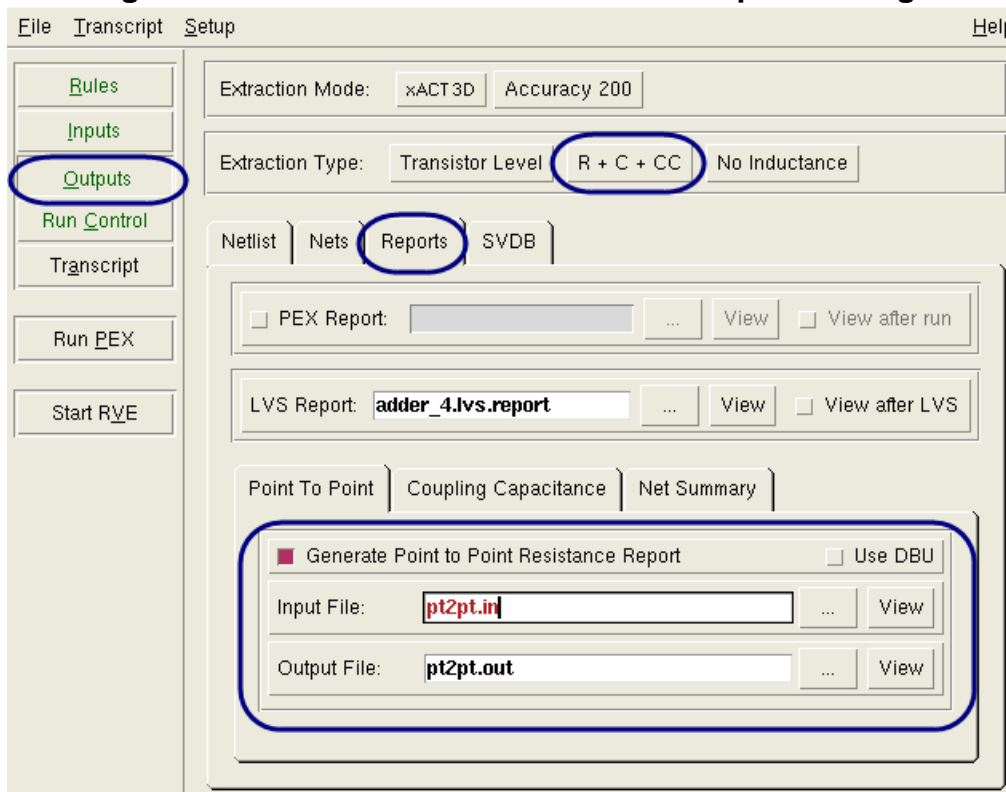 File Transcript Setup
Rules
Inputs
Outputs
Run Control
Transcript
Run PEX
Start RVE
Extraction Mode: xACT 3D Accuracy 200
Extraction Type: Transistor Level R + C + CC No Inductance
Netlist Nets Reports SVDB
PEX Report: ... View View after run
LVS Report: adder_4.lvs.report ... View View after LVS
Point To Point Coupling Capacitance Net Summary
Generate Point to Point Resistance Report Use DBU
Input File: pt2pt.in ... View
Output File: pt2pt.out ... View